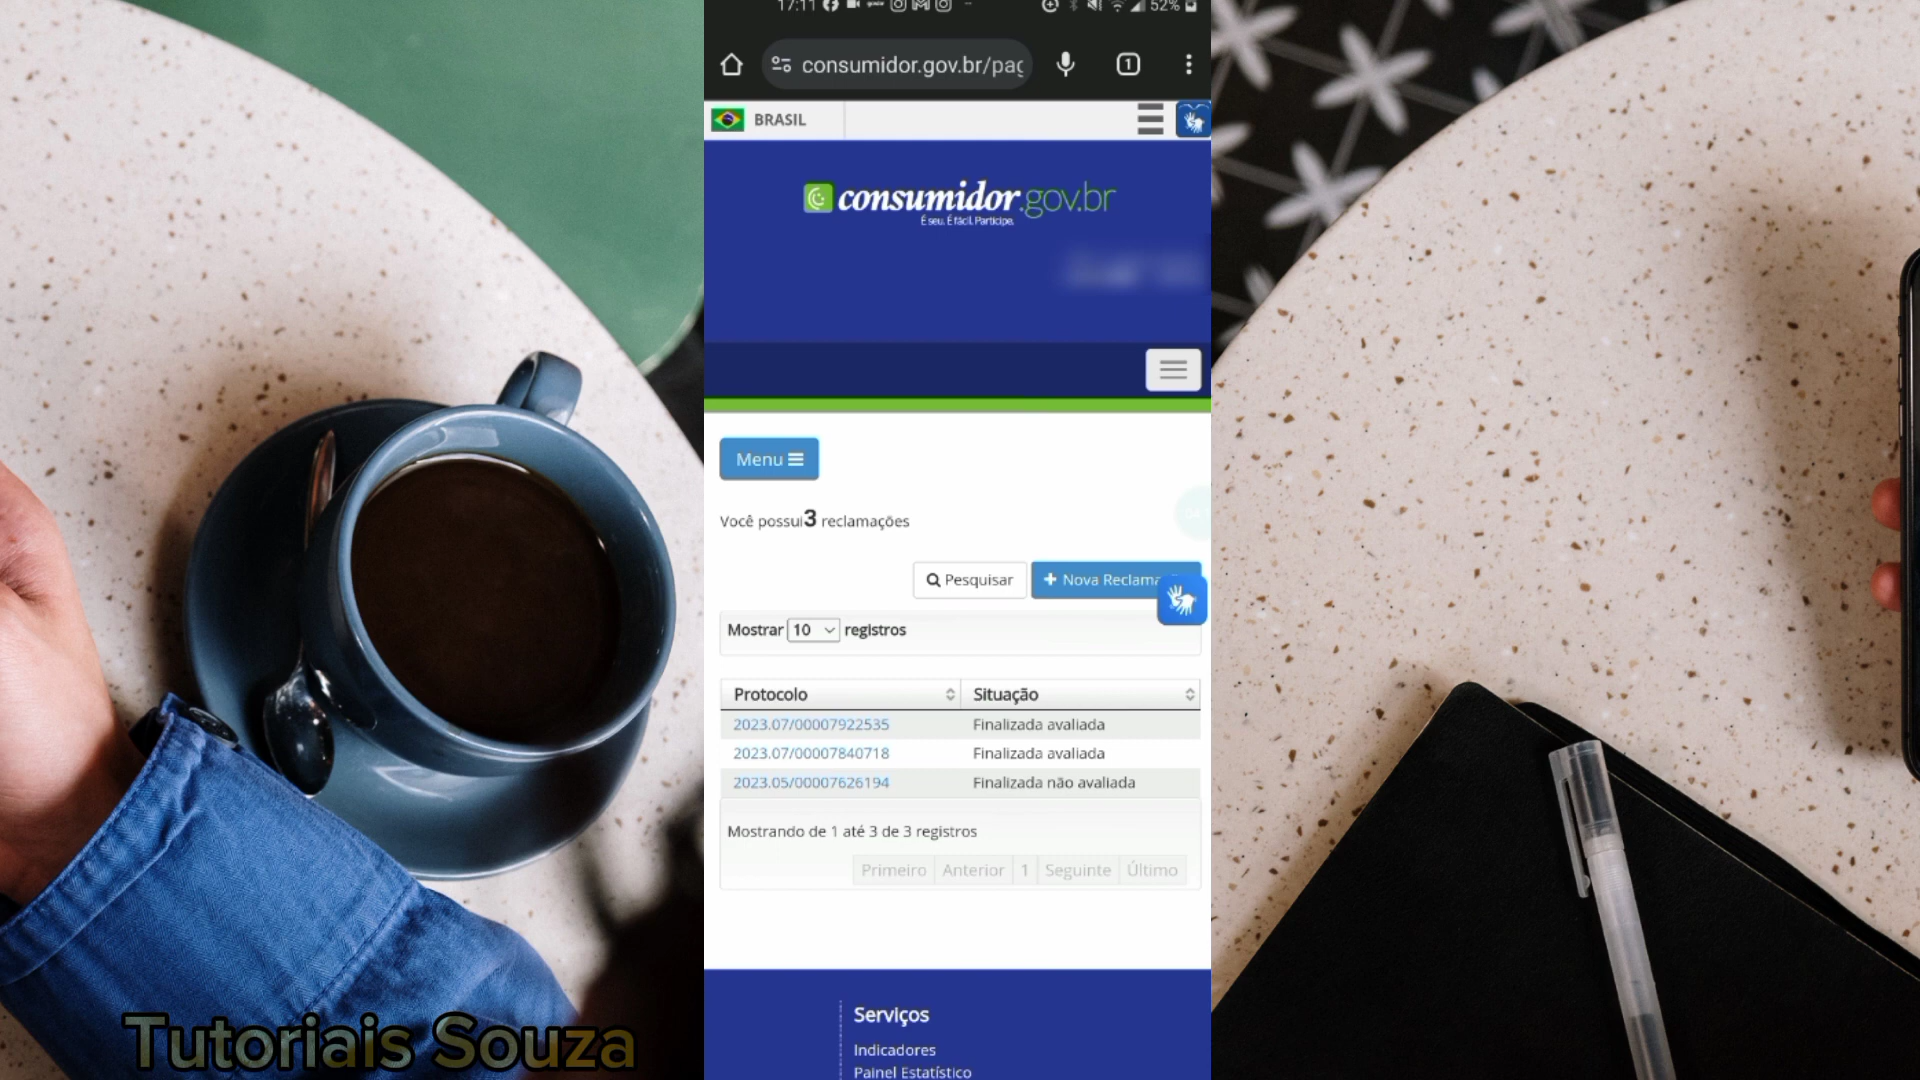 17:11
52%
consumidor.gov.br/pag
1
BRASIL
consumidor.gov.br
É seu. É fácil. Participe.
Menu
Você possui 3 reclamações
Pesquisar
+ Nova Reclama
Mostrar 10 registros
Protocolo Situação
2023.07/00007922535 Finalizada avaliada
2023.07/00007840718 Finalizada avaliada
2023.05/00007626194 Finalizada não avaliada
Mostrando de 1 até 3 de 3 registros
Primeiro Anterior 1 Seguinte Último
Serviços
Indicadores
Painel Estatístico
Tutoriais Souza